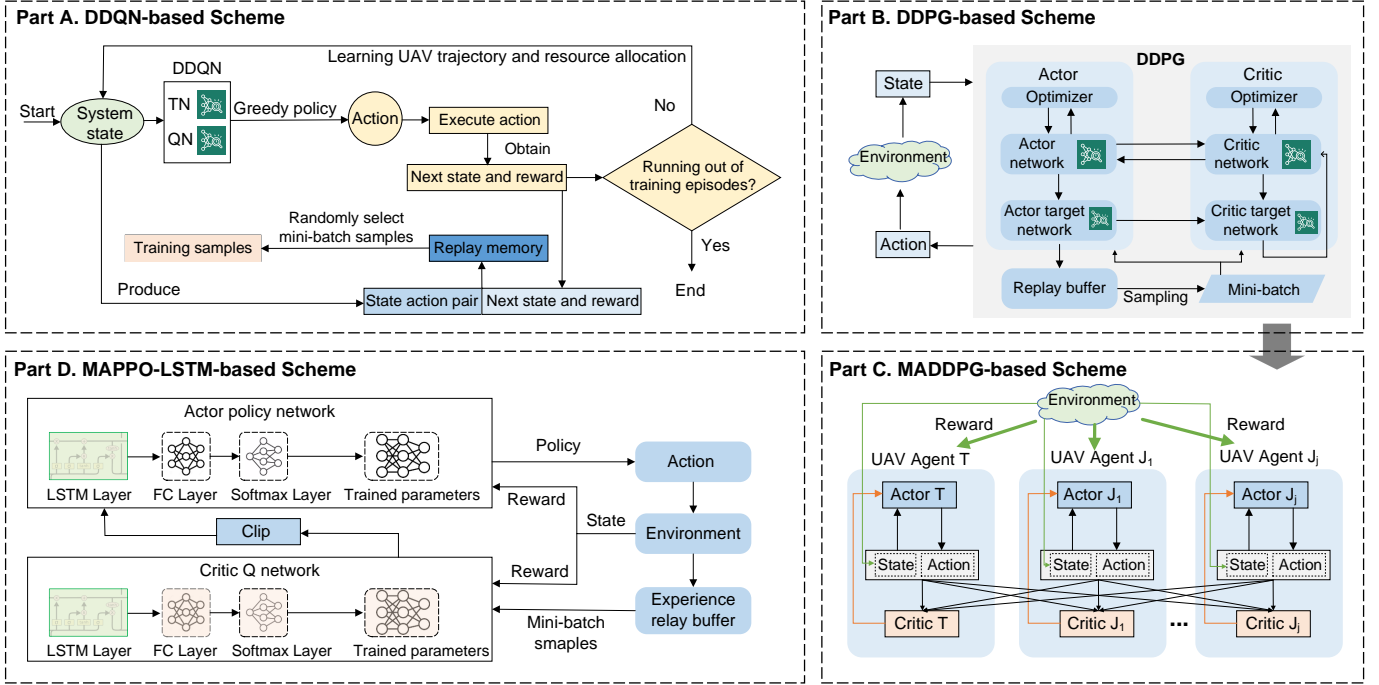 Part A. DDQN-based Scheme
Learning UAV trajectory and resource allocation
DDQN
Start
System
state
TN
QN
Greedy policy
Action
Execute action
Obtain
Next state and reward
No
Running out of
training episodes?
Yes
End
Randomly select
mini-batch samples
Training samples
Replay memory
Produce
State action pair
Next state and reward
Part B. DDPG-based Scheme
DDPG
State
Environment
Action
Actor
Optimizer
Actor
network
Actor target
network
Critic
Optimizer
Critic
network
Critic target
network
Replay buffer
Sampling
Mini-batch
Part D. MAPPO-LSTM-based Scheme
Actor policy network
LSTM Layer
FC Layer
Softmax Layer
Trained parameters
Policy
Action
Reward
State
Environment
Clip
Reward
Critic Q network
LSTM Layer
FC Layer
Softmax Layer
Trained parameters
Mini-batch
smaples
Experience
relay buffer
Part C. MADDPG-based Scheme
Environment
Reward
Reward
UAV Agent T
UAV Agent J1
UAV Agent Jj
Actor T
Actor J1
Actor Jj
State
Action
State
Action
State
Action
Critic T
Critic J1
...
Critic Jj